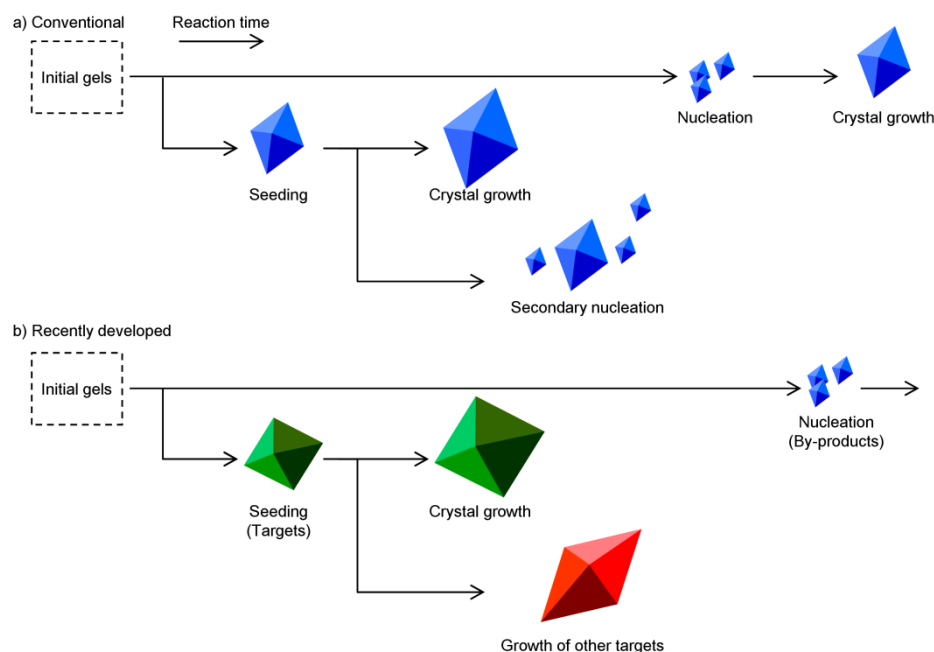 a) Conventional
Reaction time
Initial gels
Nucleation
Crystal growth
Seeding
Crystal growth
Secondary nucleation
b) Recently developed
Initial gels
Nucleation
(By-products)
Seeding
(Targets)
Crystal growth
Growth of other targets